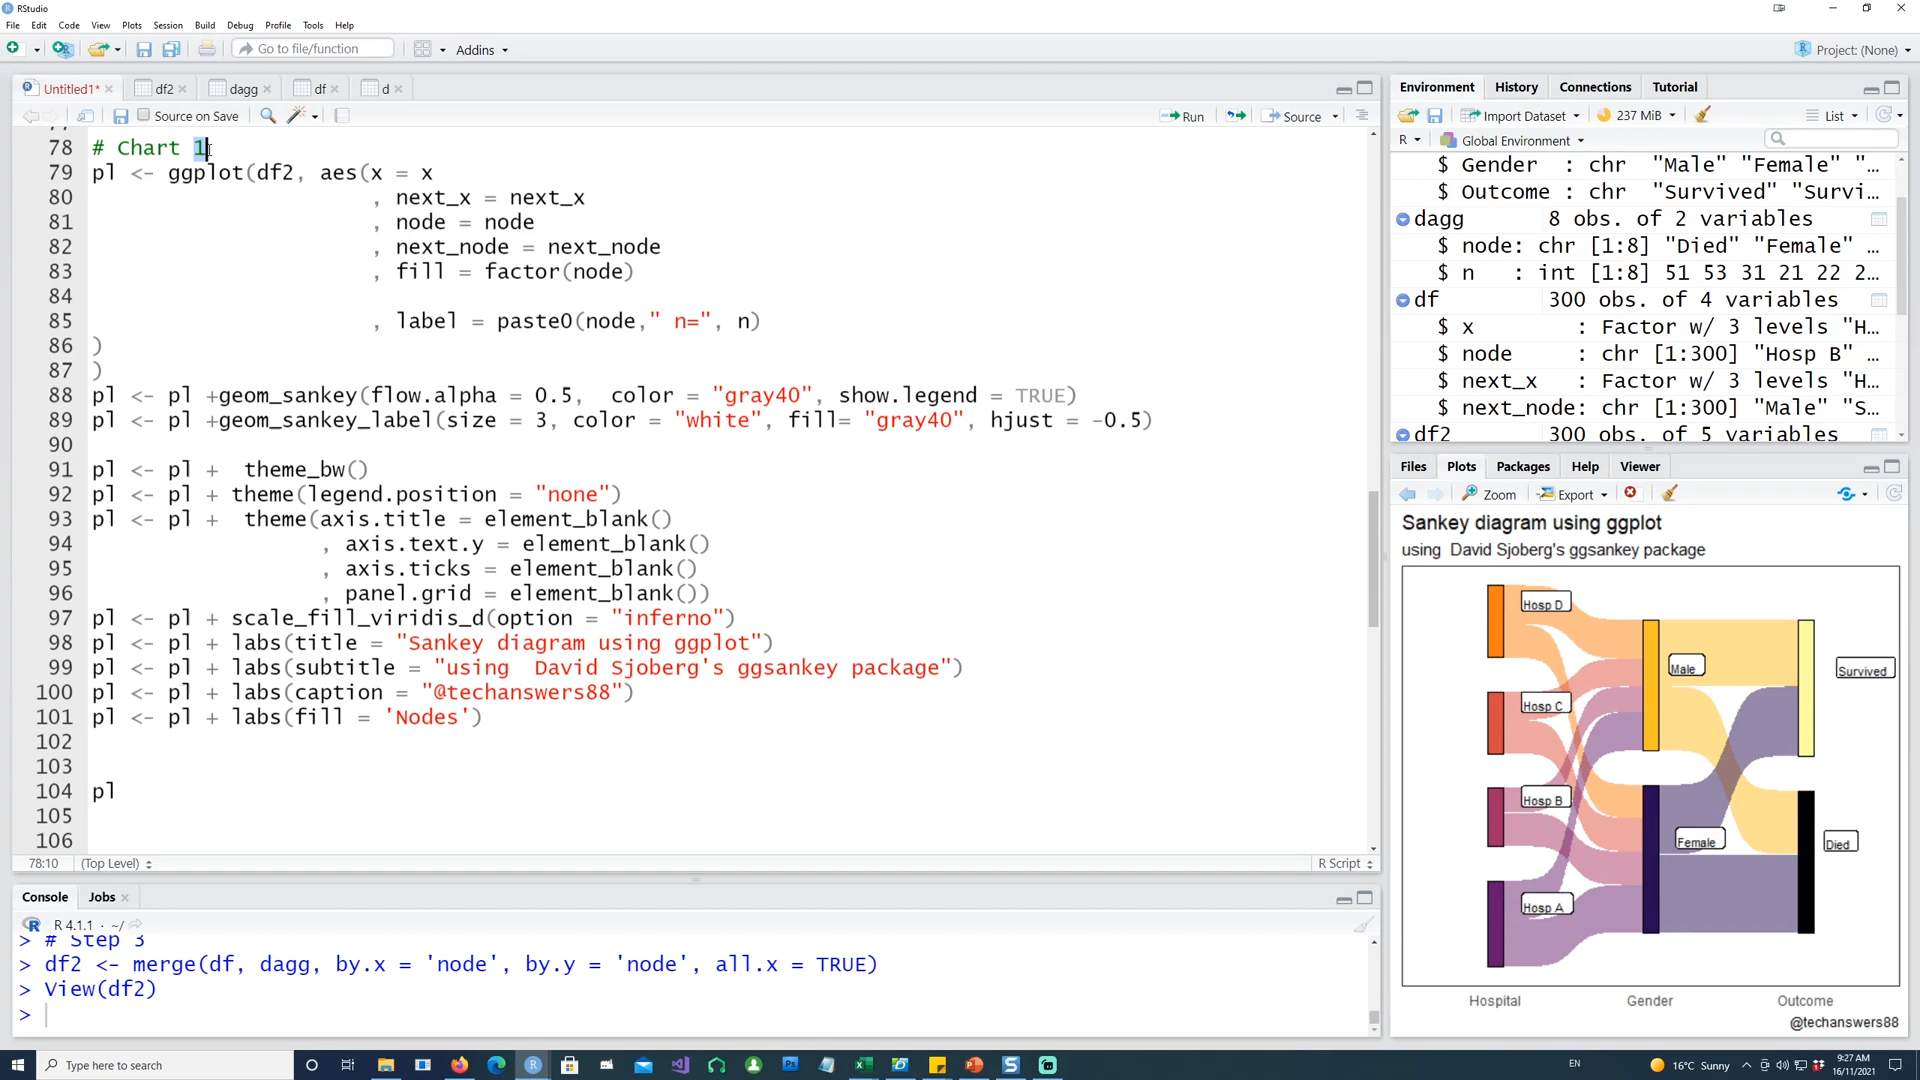 RStudio
File Edit Code View Plots Session Build Debug Profile Tools Help
Go to file/function Addins Project: (None)
Untitled1* df2 dagg df d
Source on Save Run Source
78 # Chart 1
79 pl <- ggplot(df2, aes(x = x
80 , next_x = next_x
81 , node = node
82 , next_node = next_node
83 , fill = factor(node)
84
85 , label = paste0(node," n=", n)
86 )
87 )
88 pl <- pl +geom_sankey(flow.alpha = 0.5, color = "gray40", show.legend = TRUE)
89 pl <- pl +geom_sankey_label(size = 3, color = "white", fill= "gray40", hjust = -0.5)
90
91 pl <- pl + theme_bw()
92 pl <- pl + theme(legend.position = "none")
93 pl <- pl + theme(axis.title = element_blank()
94 , axis.text.y = element_blank()
95 , axis.ticks = element_blank()
96 , panel.grid = element_blank())
97 pl <- pl + scale_fill_viridis_d(option = "inferno")
98 pl <- pl + labs(title = "Sankey diagram using ggplot")
99 pl <- pl + labs(subtitle = "using  David Sjoberg's ggsankey package")
100 pl <- pl + labs(caption = "@techanswers88")
101 pl <- pl + labs(fill = 'Nodes')
102
103
104 pl
105
106
78:10 (Top Level) R Script
Console Jobs
R 4.1.1 · ~/
> # Step 3
> df2 <- merge(df, dagg, by.x = 'node', by.y = 'node', all.x = TRUE)
> View(df2)
>
Environment History Connections Tutorial
Import Dataset 237 MiB List
R Global Environment
$ Gender : chr "Male" "Female" "…
$ Outcome : chr "Survived" "Survi…
dagg 8 obs. of 2 variables
$ node: chr [1:8] "Died" "Female" …
$ n : int [1:8] 51 53 31 21 22 2…
df 300 obs. of 4 variables
$ x : Factor w/ 3 levels "H…
$ node : chr [1:300] "Hosp B" …
$ next_x : Factor w/ 3 levels "H…
$ next_node: chr [1:300] "Male" "S…
df2 300 obs. of 5 variables
Files Plots Packages Help Viewer
Zoom Export
Sankey diagram using ggplot
using  David Sjoberg's ggsankey package
Hosp D
Male
Survived
Hosp C
Hosp B
Female
Died
Hosp A
Hospital Gender Outcome
@techanswers88
Type here to search
EN
16°C Sunny
9:27 AM
16/11/2021